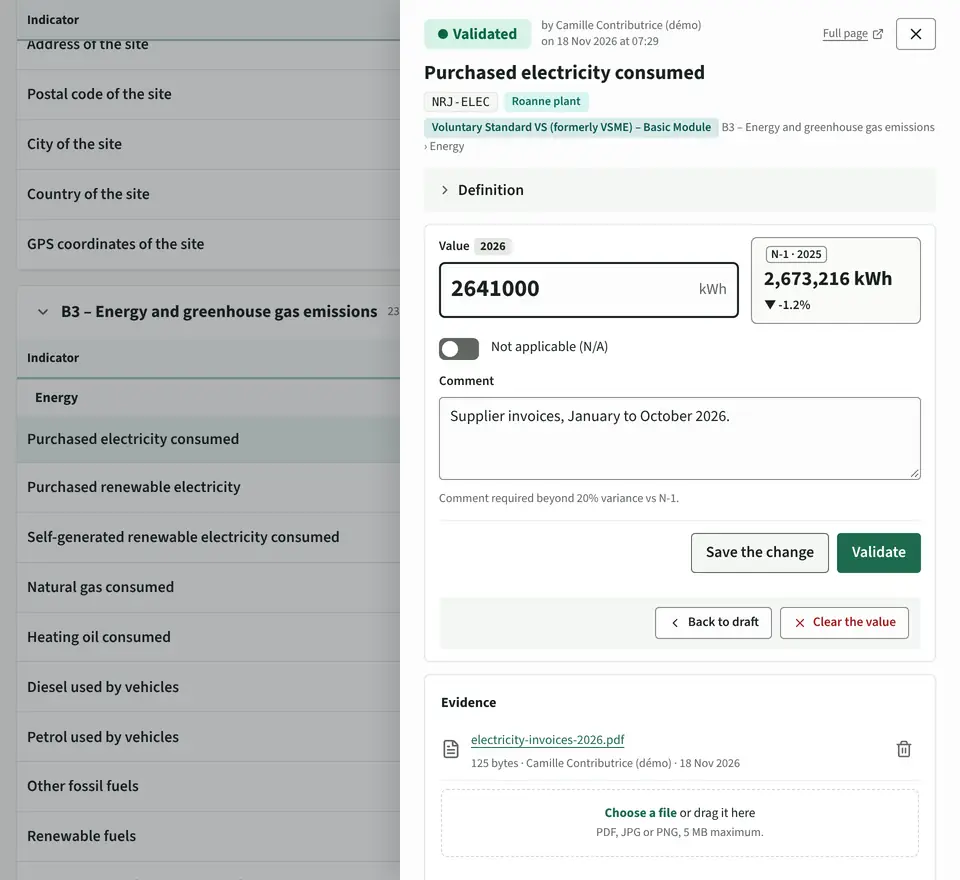 Indicator
Address of the site
Postal code of the site
City of the site
Country of the site
GPS coordinates of the site
B3 – Energy and greenhouse gas emissions 23
Indicator
Energy
Purchased electricity consumed
Purchased renewable electricity
Self-generated renewable electricity consumed
Natural gas consumed
Heating oil consumed
Diesel used by vehicles
Petrol used by vehicles
Other fossil fuels
Renewable fuels
Validated
by Camille Contributrice (démo)
on 18 Nov 2026 at 07:29
Full page
Purchased electricity consumed
NRJ-ELEC Roanne plant
Voluntary Standard VS (formerly VSME) – Basic Module B3 – Energy and greenhouse gas emissions
› Energy
Definition
Value 2026
2641000 kWh
N-1 · 2025
2,673,216 kWh
▼ -1.2%
Not applicable (N/A)
Comment
Supplier invoices, January to October 2026.
Comment required beyond 20% variance vs N-1.
Save the change Validate
Back to draft Clear the value
Evidence
electricity-invoices-2026.pdf
125 bytes · Camille Contributrice (démo) · 18 Nov 2026
Choose a file or drag it here
PDF, JPG or PNG, 5 MB maximum.